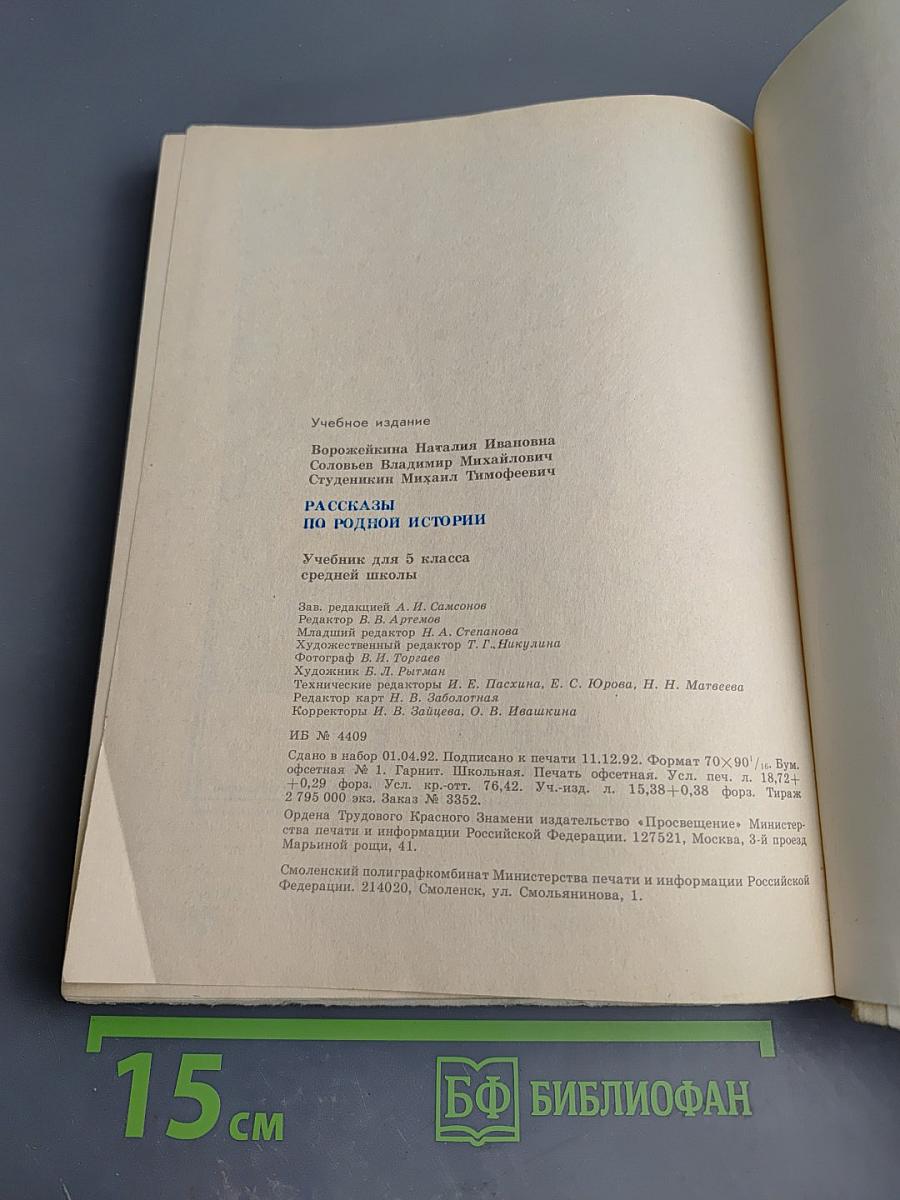 Учебное издание
Ворожейкина Наталия Ивановна
Соловьев Владимир Михайлович
Студеникин Михаил Тимофеевич
РАССКАЗЫ
ПО РОДНОЙ ИСТОРИИ
Учебник для 5 класса
средней школы
Зав. редакцией А. И. Самсонов
Редактор В. В. Артемов
Младший редактор Н. А. Степанова
Художественный редактор Т. Г. Никулина
Фотограф В. И. Торгаев
Художник Б. Л. Рытман
Технические редакторы И. Е. Пасхина, Е. С. Юрова, Н. Н. Матвеева
Редактор карт Н. В. Заболотная
Корректоры И. В. Зайцева, О. В. Ивашкина
ИБ № 4409
Сдано в набор 01.04.92. Подписано к печати 11.12.92. Формат 70×90¹/₁₆. Бум.
офсетная № 1. Гарнит. Школьная. Печать офсетная. Усл. печ. л. 18,72+
+0,29 форз. Усл. кр.-отт. 76,42. Уч.-изд. л. 15,38+0,38 форз. Тираж
2 795 000 экз. Заказ № 3352.
Ордена Трудового Красного Знамени издательство «Просвещение» Министер-
ства печати и информации Российской Федерации. 127521, Москва, 3-й проезд
Марьиной рощи, 41.
Смоленский полиграфкомбинат Министерства печати и информации Российской
Федерации. 214020, Смоленск, ул. Смольянинова, 1.
15 см
БФ БИБЛИОФАН